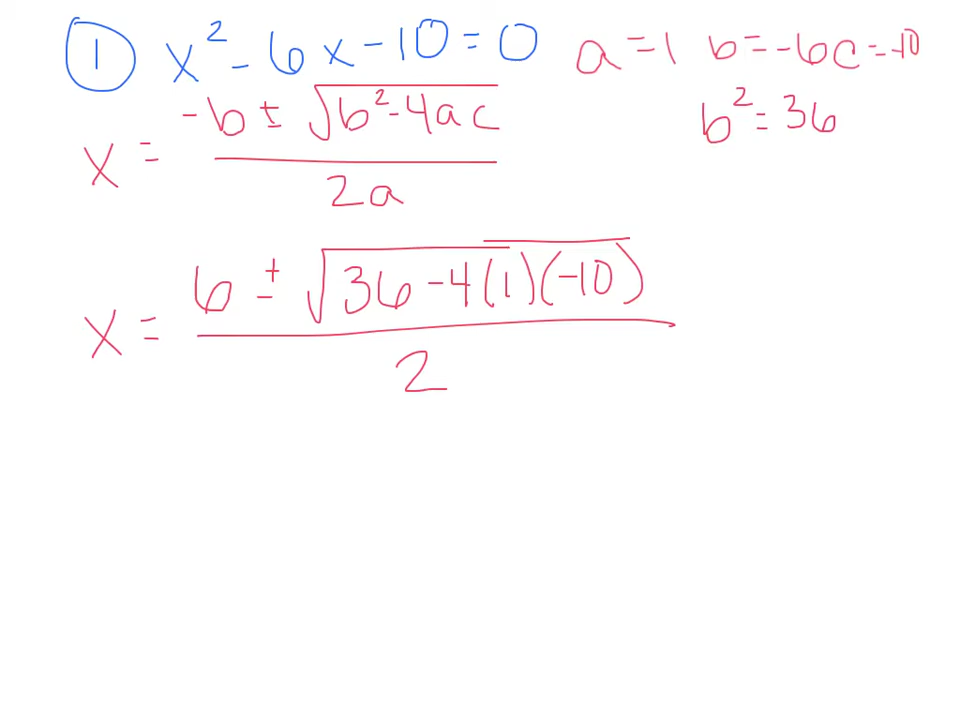 ① x² - 6x - 10 = 0 a = 1 b = -6 c = -10
x = (-b ± √(b² - 4ac)) / 2a b² = 36
x = (6 ± √(36 - 4(1)(-10))) / 2